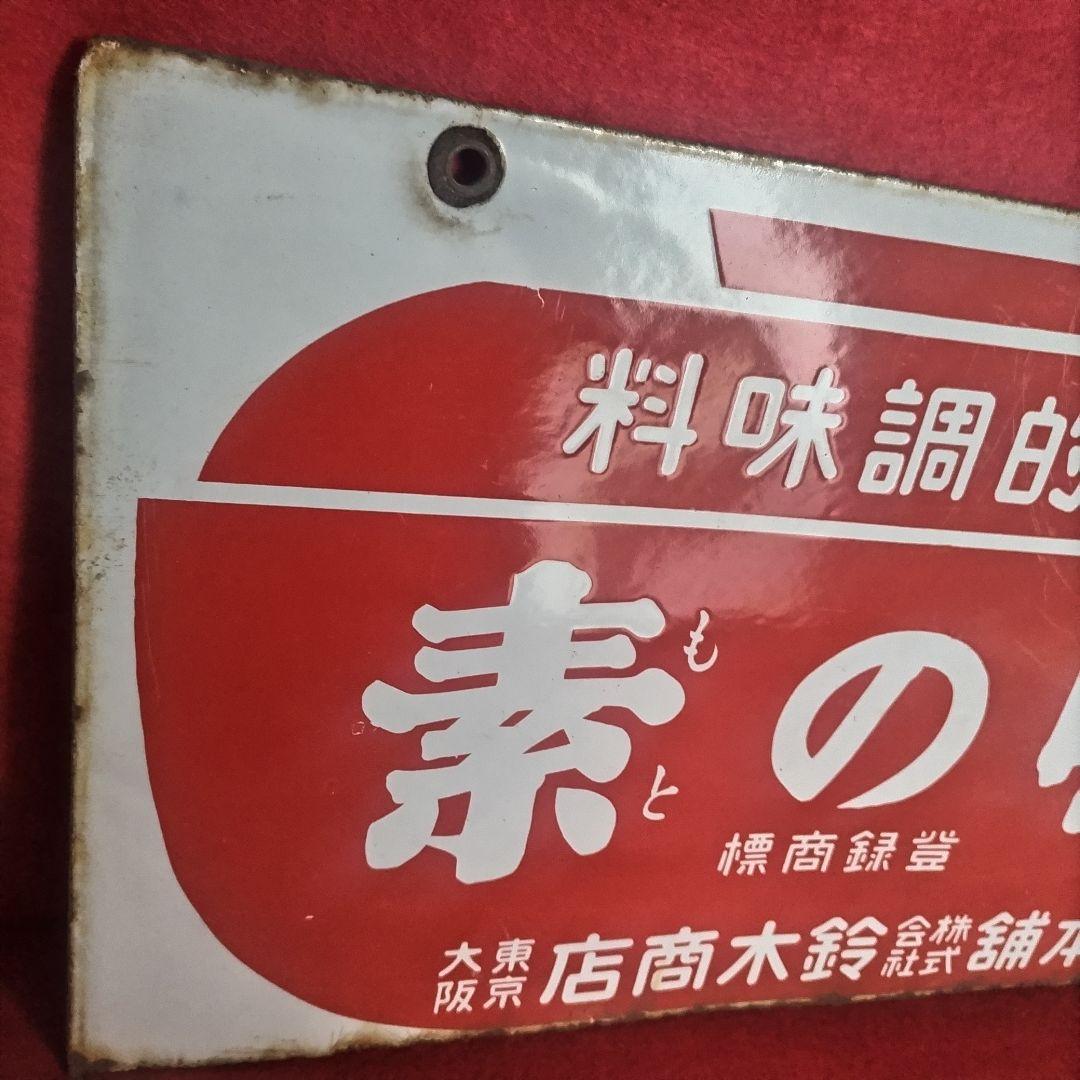 的調味料
の素
もと
登録商標
本舗 株式会社 鈴木商店 東京 大阪